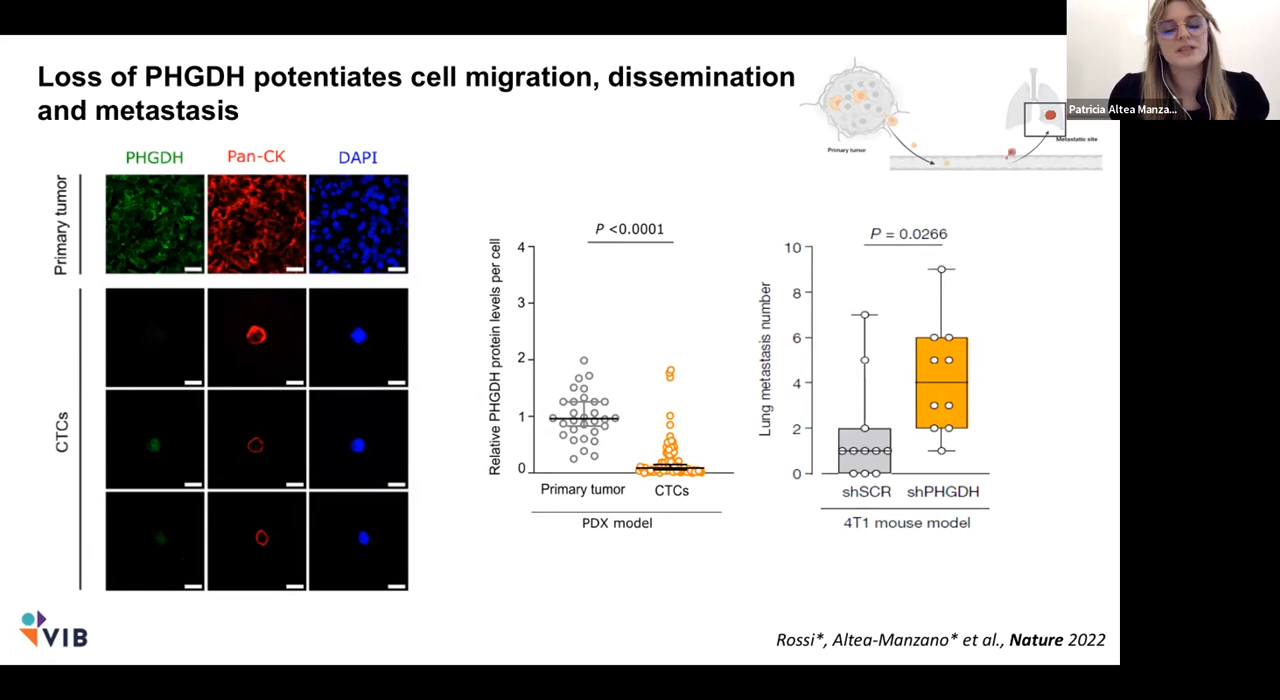 Loss of PHGDH potentiates cell migration, dissemination
and metastasis
Primary tumor
Metastatic site
Patricia Altea Manza...
PHGDH Pan-CK DAPI
Primary tumor
CTCs
Relative PHGDH protein levels per cell
P <0.0001
4
3
2
1
0
Primary tumor CTCs
PDX model
Lung metastasis number
P = 0.0266
10
8
6
4
2
0
shSCR shPHGDH
4T1 mouse model
VIB
Rossi*, Altea-Manzano* et al., Nature 2022